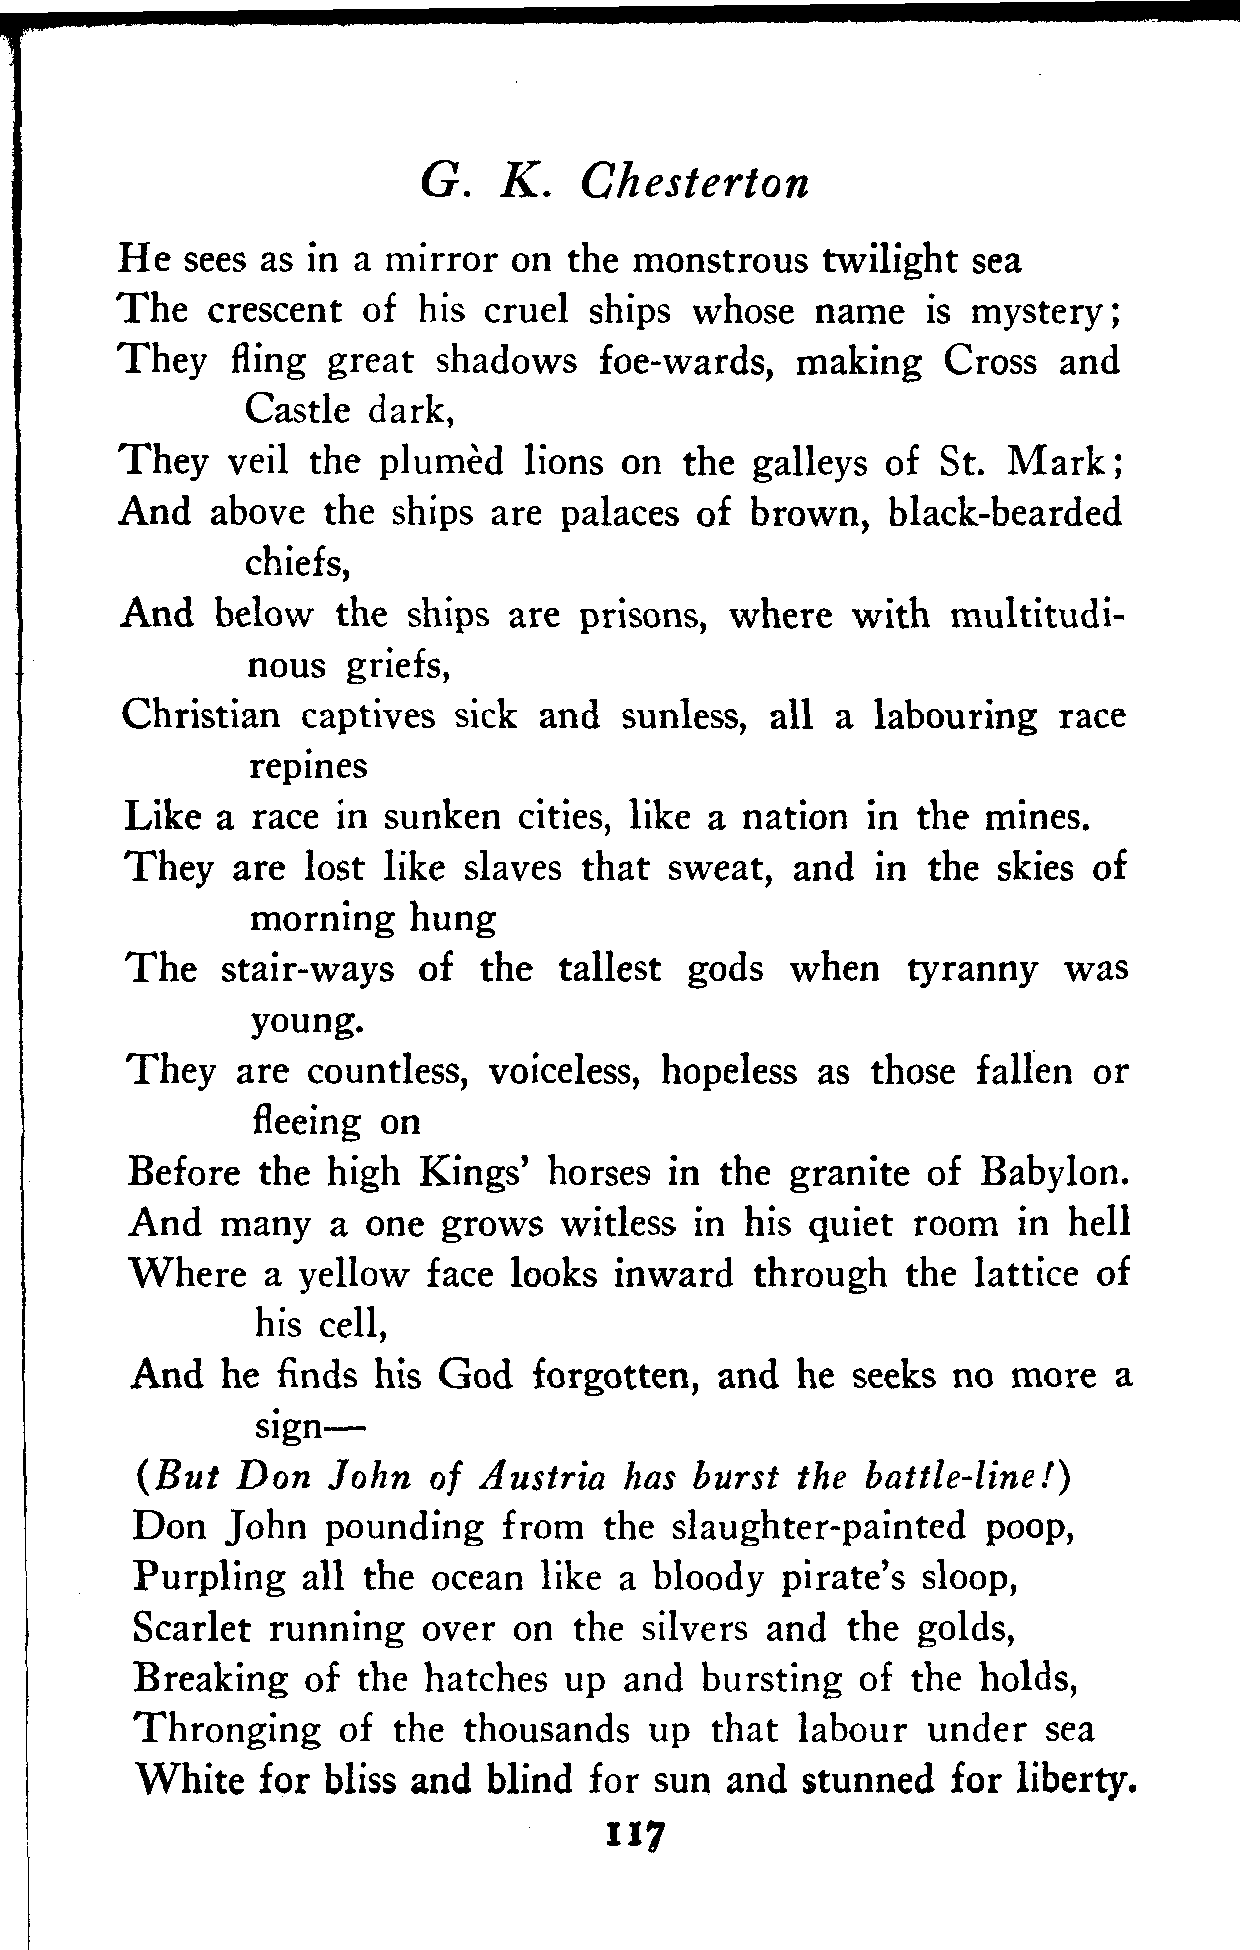 G. K. Chesterton
He sees as in a mirror on the monstrous twilight sea
The crescent of his cruel ships whose name is mystery;
They fling great shadows foe-wards, making Cross and
Castle dark,
They veil the plumèd lions on the galleys of St. Mark;
And above the ships are palaces of brown, black-bearded
chiefs,
And below the ships are prisons, where with multitudi-
nous griefs,
Christian captives sick and sunless, all a labouring race
repines
Like a race in sunken cities, like a nation in the mines.
They are lost like slaves that sweat, and in the skies of
morning hung
The stair-ways of the tallest gods when tyranny was
young.
They are countless, voiceless, hopeless as those fallen or
fleeing on
Before the high Kings' horses in the granite of Babylon.
And many a one grows witless in his quiet room in hell
Where a yellow face looks inward through the lattice of
his cell,
And he finds his God forgotten, and he seeks no more a
sign—
(But Don John of Austria has burst the battle-line!)
Don John pounding from the slaughter-painted poop,
Purpling all the ocean like a bloody pirate's sloop,
Scarlet running over on the silvers and the golds,
Breaking of the hatches up and bursting of the holds,
Thronging of the thousands up that labour under sea
White for bliss and blind for sun and stunned for liberty.
117